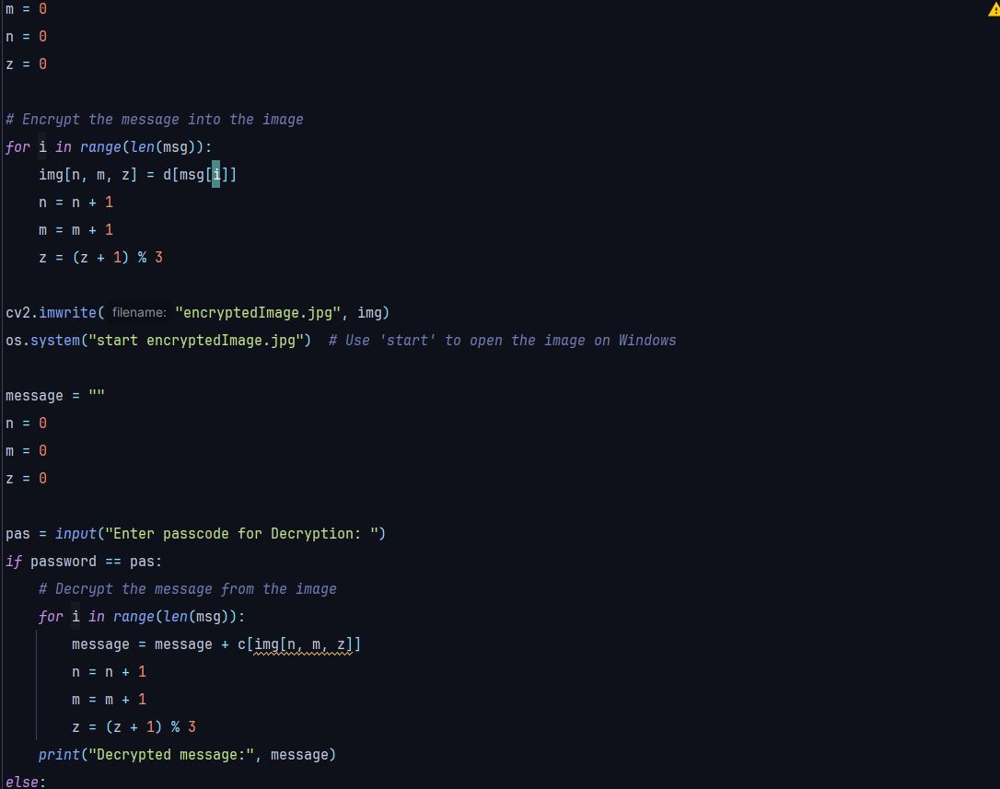 m = 0
n = 0
z = 0
# Encrypt the message into the image
for i in range(len(msg)):
    img[n, m, z] = d[msg[i]]
    n = n + 1
    m = m + 1
    z = (z + 1) % 3
cv2.imwrite( filename: "encryptedImage.jpg", img)
os.system("start encryptedImage.jpg")  # Use 'start' to open the image on Windows
message = ""
n = 0
m = 0
z = 0
pas = input("Enter passcode for Decryption: ")
if password == pas:
    # Decrypt the message from the image
    for i in range(len(msg)):
        message = message + c[img[n, m, z]]
        n = n + 1
        m = m + 1
        z = (z + 1) % 3
    print("Decrypted message:", message)
else: